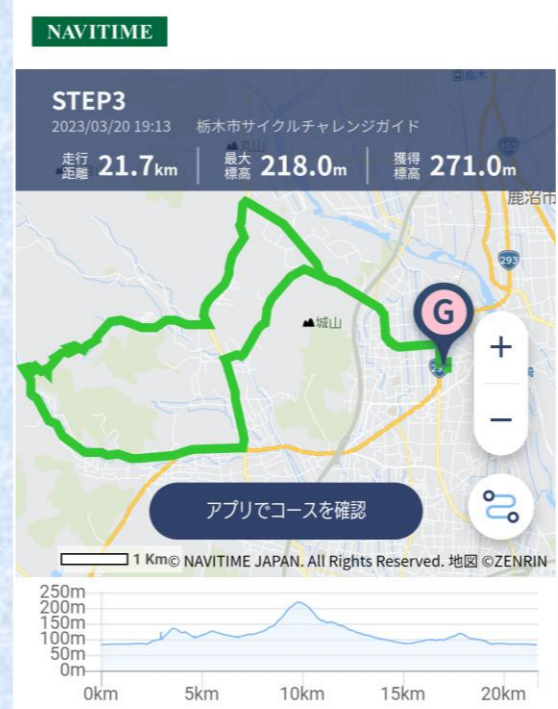 NAVITIME
STEP3
2023/03/20 19:13 栃木市サイクルチャレンジガイド
走行距離 21.7km 最大標高 218.0m 獲得標高 271.0m
352
鹿沼市
293
城山
G
+
−
アプリでコースを確認
1 Km© NAVITIME JAPAN. All Rights Reserved. 地図 ©ZENRIN
250m
200m
150m
100m
50m
0m
0km 5km 10km 15km 20km